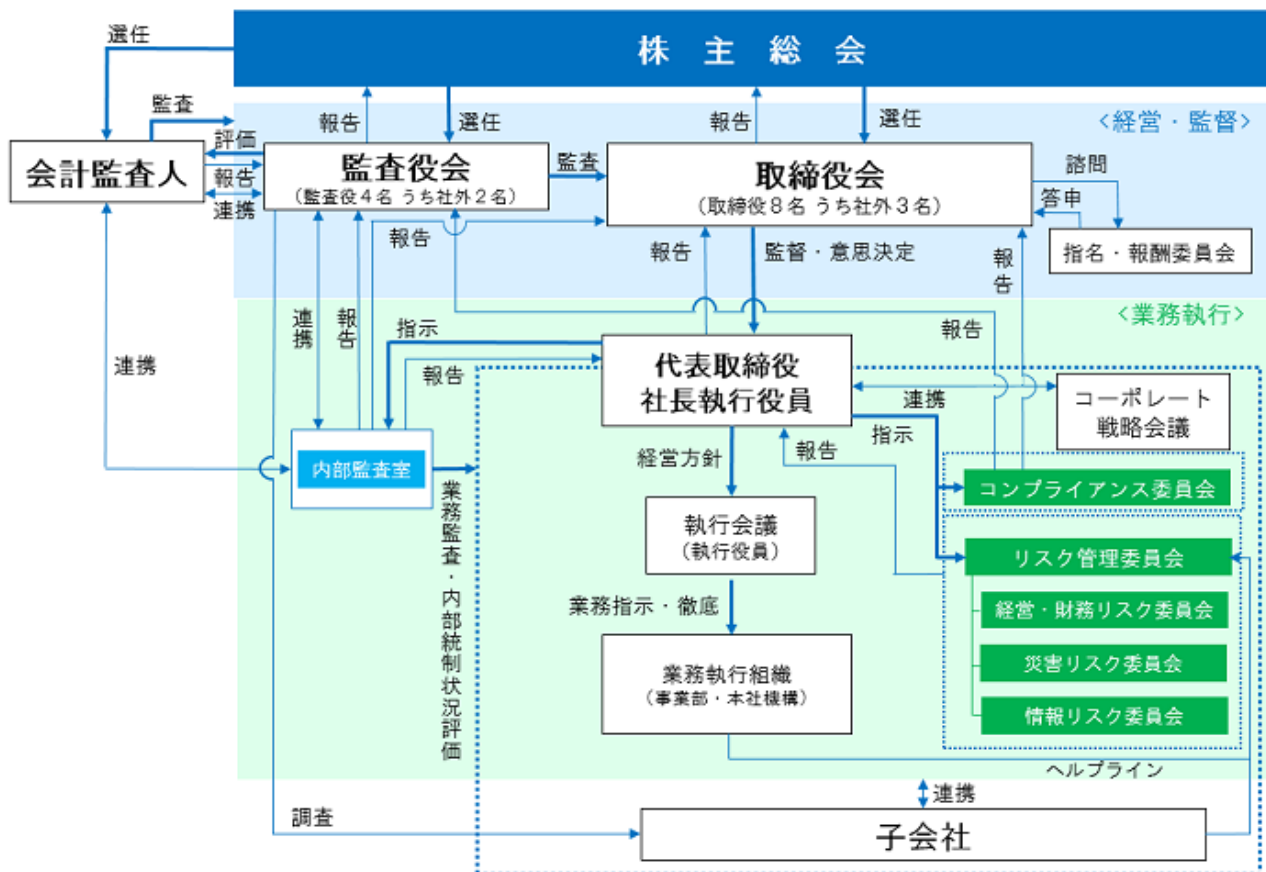 選任
株主総会
監査
報告
選任
報告
選任
<経営・監督>
評価
会計監査人
報告
連携
監査役会
(監査役4名 うち社外2名)
監査
取締役会
(取締役8名 うち社外3名)
諮問
答申
指名・報酬委員会
報告
報告
監督・意思決定
報告
<業務執行>
連携
報告
指示
報告
連携
報告
代表取締役
社長執行役員
連携
コーポレート
戦略会議
指示
内部監査室
経営方針
報告
コンプライアンス委員会
業務監査・内部統制状況評価
執行会議
(執行役員)
リスク管理委員会
業務指示・徹底
経営・財務リスク委員会
業務執行組織
(事業部・本社機構)
災害リスク委員会
情報リスク委員会
ヘルプライン
連携
調査
子会社